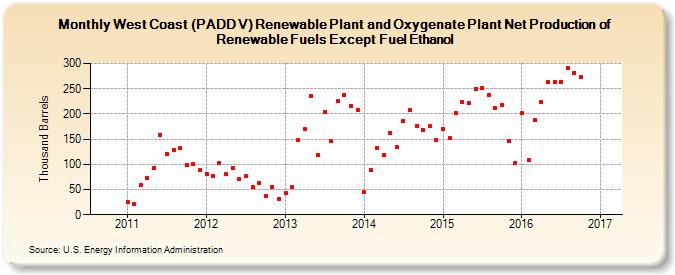 Monthly West Coast (PADD V) Renewable Plant and Oxygenate Plant Net Production of
Renewable Fuels Except Fuel Ethanol
Thousand Barrels
300
250
200
150
100
50
0
2011 2012 2013 2014 2015 2016 2017
Source: U.S. Energy Information Administration